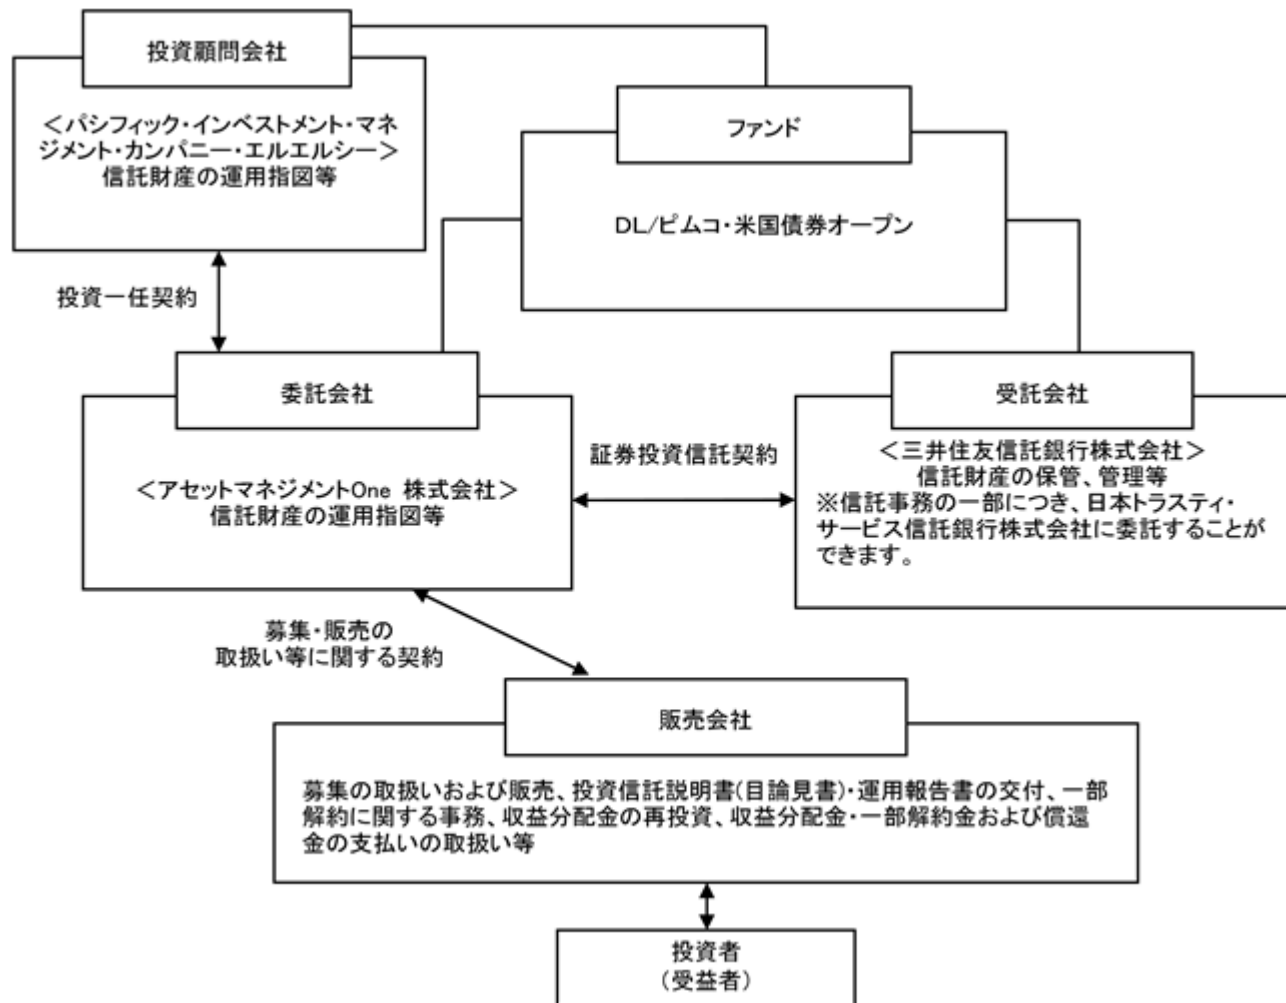 投資顧問会社
＜パシフィック・インベストメント・マネ
ジメント・カンパニー・エルエルシー＞
信託財産の運用指図等
ファンド
DL/ピムコ・米国債券オープン
投資一任契約
委託会社
＜アセットマネジメントOne 株式会社＞
信託財産の運用指図等
証券投資信託契約
受託会社
＜三井住友信託銀行株式会社＞
信託財産の保管、管理等
※信託事務の一部につき、日本トラスティ・
サービス信託銀行株式会社に委託することが
できます。
募集・販売の
取扱い等に関する契約
販売会社
募集の取扱いおよび販売、投資信託説明書(目論見書)・運用報告書の交付、一部
解約に関する事務、収益分配金の再投資、収益分配金・一部解約金および償還
金の支払いの取扱い等
投資者
（受益者）